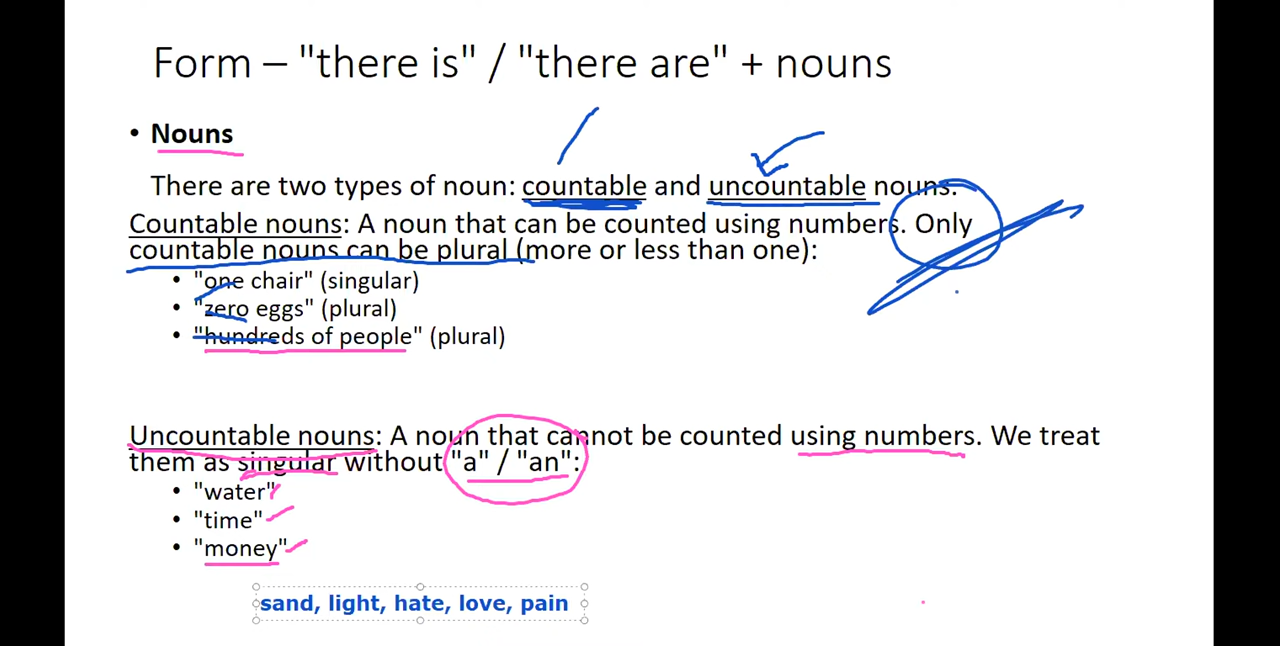 Form – "there is" / "there are" + nouns
• Nouns
There are two types of noun: countable and uncountable nouns.
Countable nouns: A noun that can be counted using numbers. Only
countable nouns can be plural (more or less than one):
• "one chair" (singular)
• "zero eggs" (plural)
• "hundreds of people" (plural)
Uncountable nouns: A noun that cannot be counted using numbers. We treat
them as singular without "a" / "an":
• "water"
• "time"
• "money"
sand, light, hate, love, pain